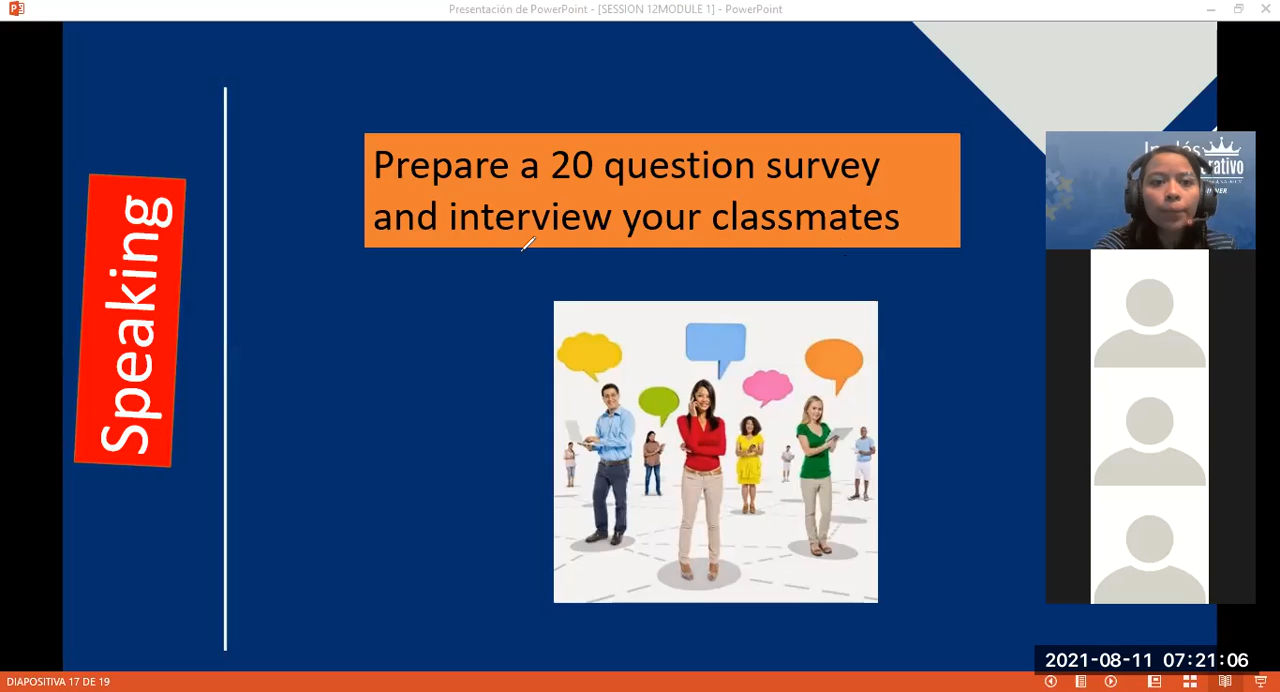 Presentación de PowerPoint - [SESSION 12MODULE 1] - PowerPoint
Speaking
Prepare a 20 question survey
and interview your classmates
2021-08-11 07:21:06
DIAPOSITIVA 17 DE 19